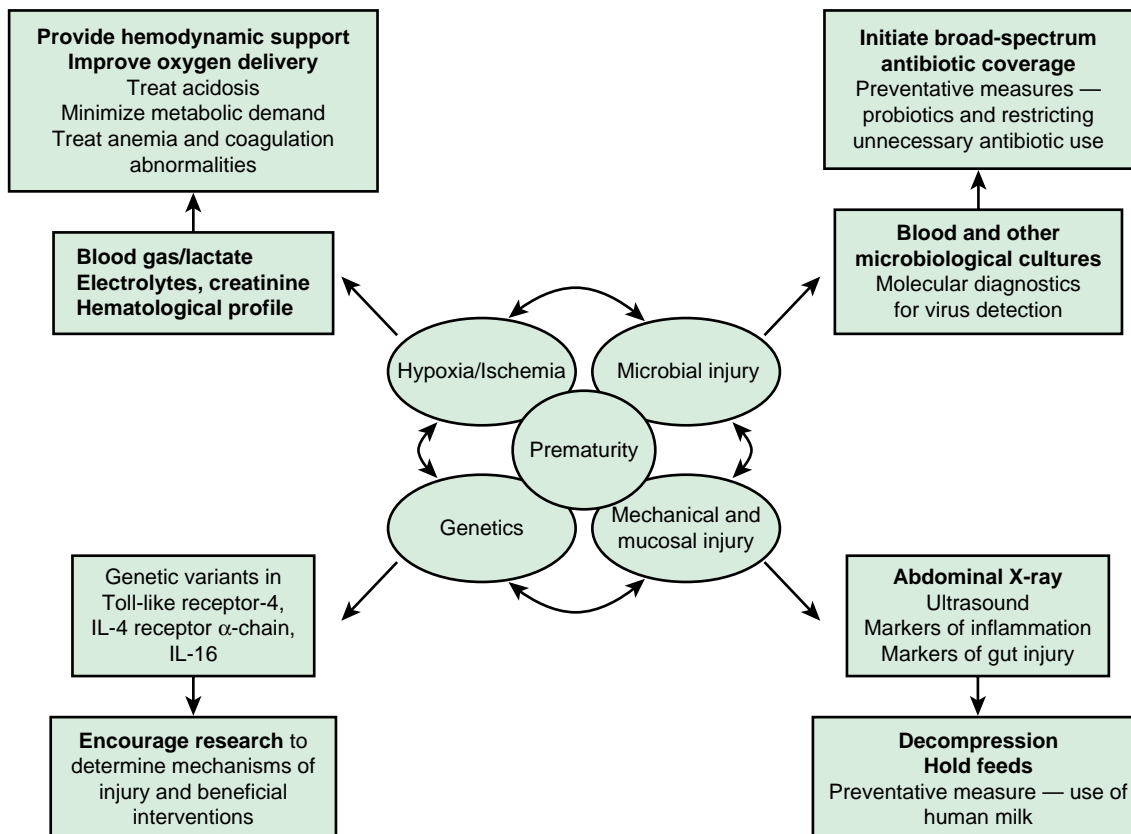 Provide hemodynamic support
Improve oxygen delivery
Treat acidosis
Minimize metabolic demand
Treat anemia and coagulation
abnormalities
Initiate broad-spectrum
antibiotic coverage
Preventative measures —
probiotics and restricting
unnecessary antibiotic use
Blood gas/lactate
Electrolytes, creatinine
Hematological profile
Blood and other
microbiological cultures
Molecular diagnostics
for virus detection
Hypoxia/Ischemia
Microbial injury
Prematurity
Genetics
Mechanical and
mucosal injury
Genetic variants in
Toll-like receptor-4,
IL-4 receptor α-chain,
IL-16
Abdominal X-ray
Ultrasound
Markers of inflammation
Markers of gut injury
Encourage research to
determine mechanisms of
injury and beneficial
interventions
Decompression
Hold feeds
Preventative measure — use of
human milk